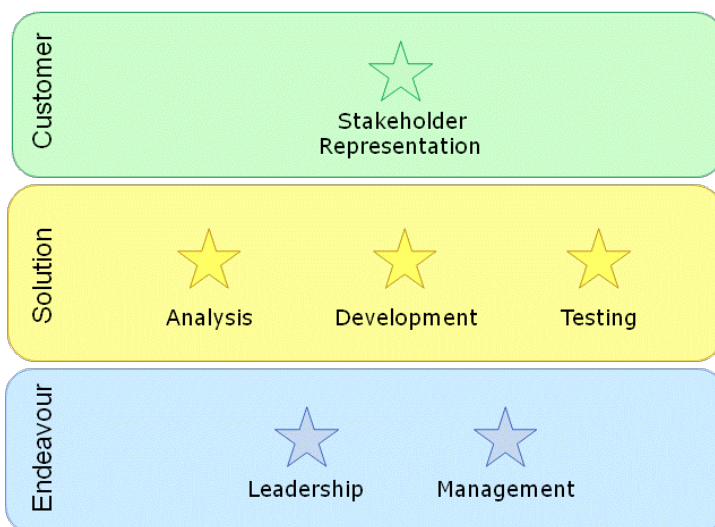 Customer
Stakeholder
Representation
Solution
Analysis
Development
Testing
Endeavour
Leadership
Management